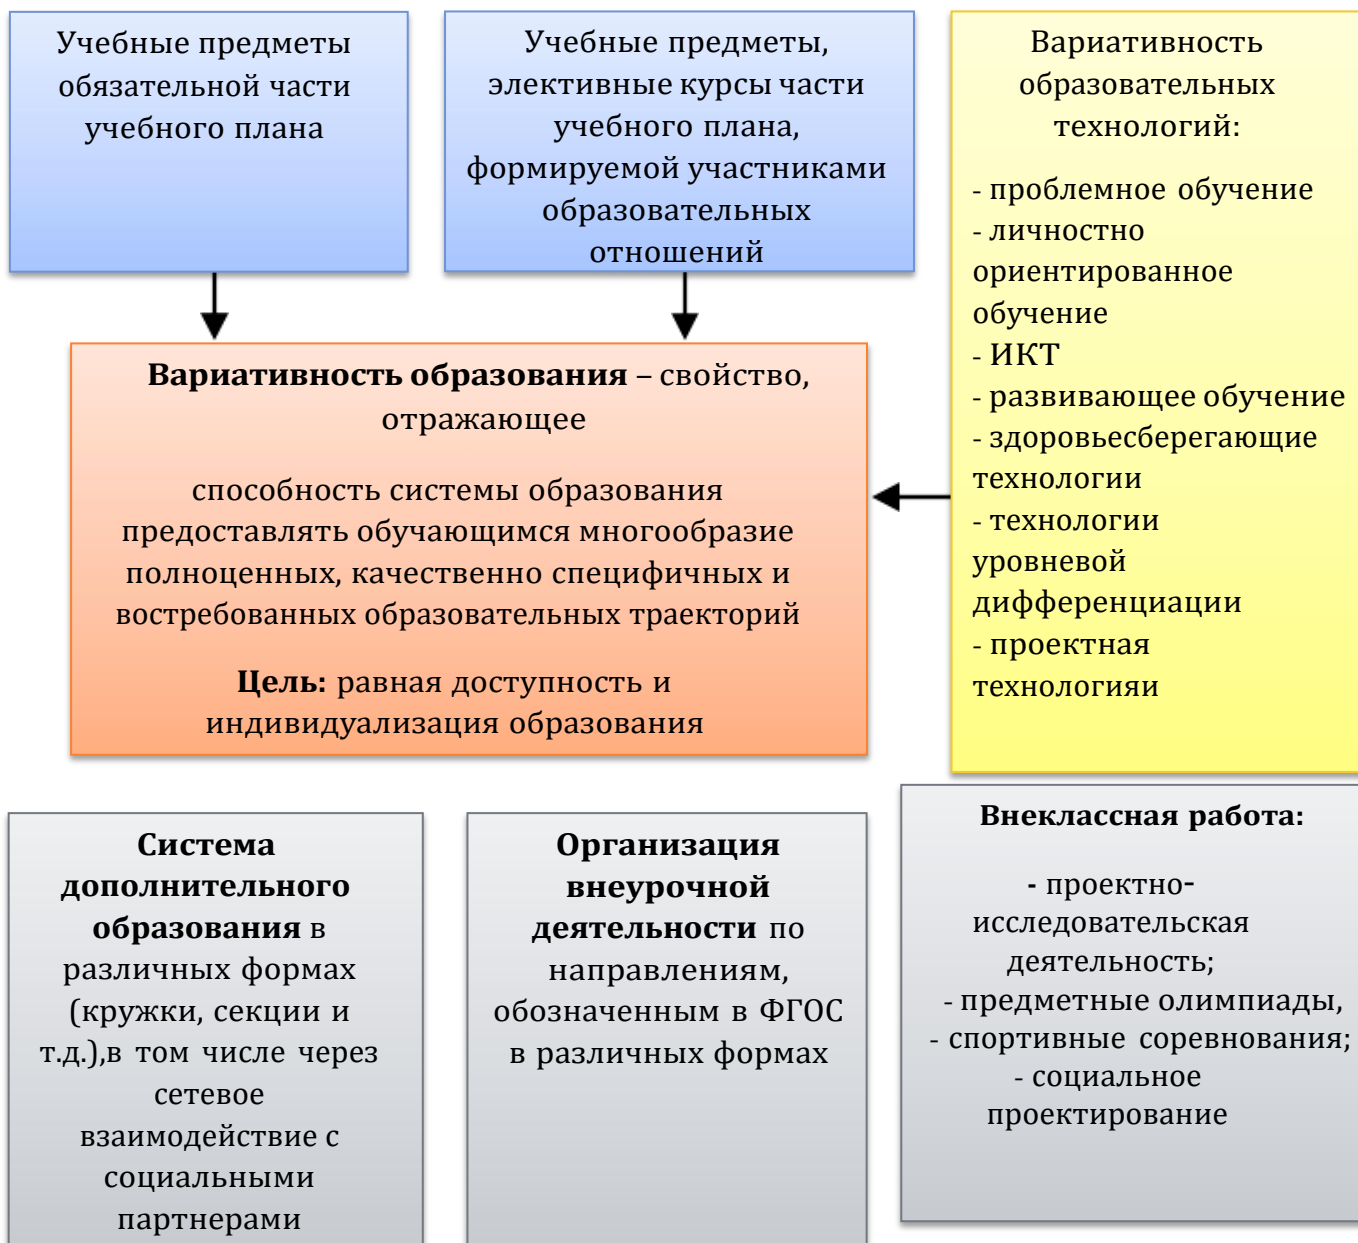 Учебные предметы
обязательной части
учебного плана
Учебные предметы,
элективные курсы части
учебного плана,
формируемой участниками
образовательных
отношений
Вариативность
образовательных
технологий:
- проблемное обучение
- личностно
ориентированное
обучение
- ИКТ
- развивающее обучение
- здоровьесберегающие
технологии
- технологии
уровневой
дифференциации
- проектная
технологияи
Вариативность образования – свойство,
отражающее
способность системы образования
предоставлять обучающимся многообразие
полноценных, качественно специфичных и
востребованных образовательных траекторий
Цель: равная доступность и
индивидуализация образования
Система
дополнительного
образования в
различных формах
(кружки, секции и
т.д.),в том числе через
сетевое
взаимодействие с
социальными
партнерами
Организация
внеурочной
деятельности по
направлениям,
обозначенным в ФГОС
в различных формах
Внеклассная работа:
- проектно-
исследовательская
деятельность;
- предметные олимпиады,
- спортивные соревнования;
- социальное
проектирование